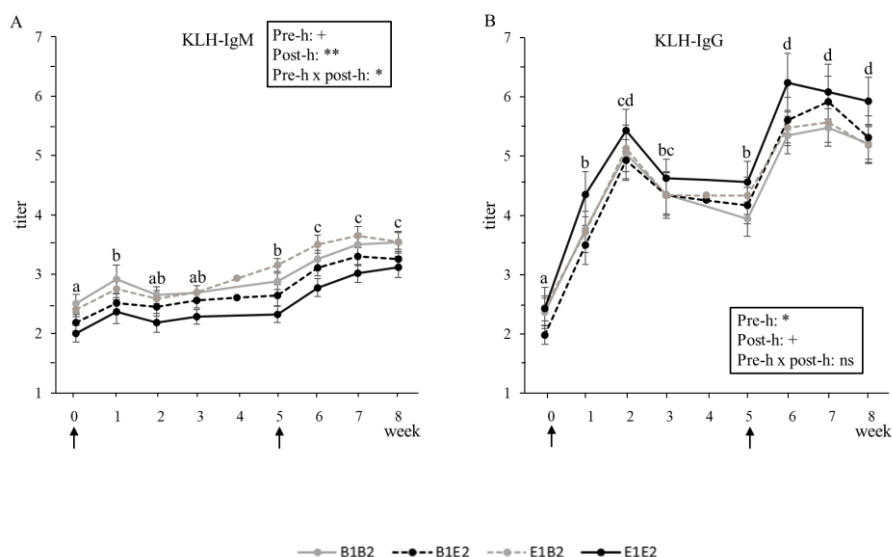 A
KLH-IgM
Pre-h: +
Post-h: **
Pre-h x post-h: *
7
6
5
4
3
2
1
titer
a
b
ab
ab
b
c
c
c
0
1
2
3
4
5
6
7
8
week
B
KLH-IgG
7
6
5
4
3
2
1
titer
a
b
cd
bc
b
d
d
d
Pre-h: *
Post-h: +
Pre-h x post-h: ns
0
1
2
3
4
5
6
7
8
week
B1B2 B1E2 E1B2 E1E2